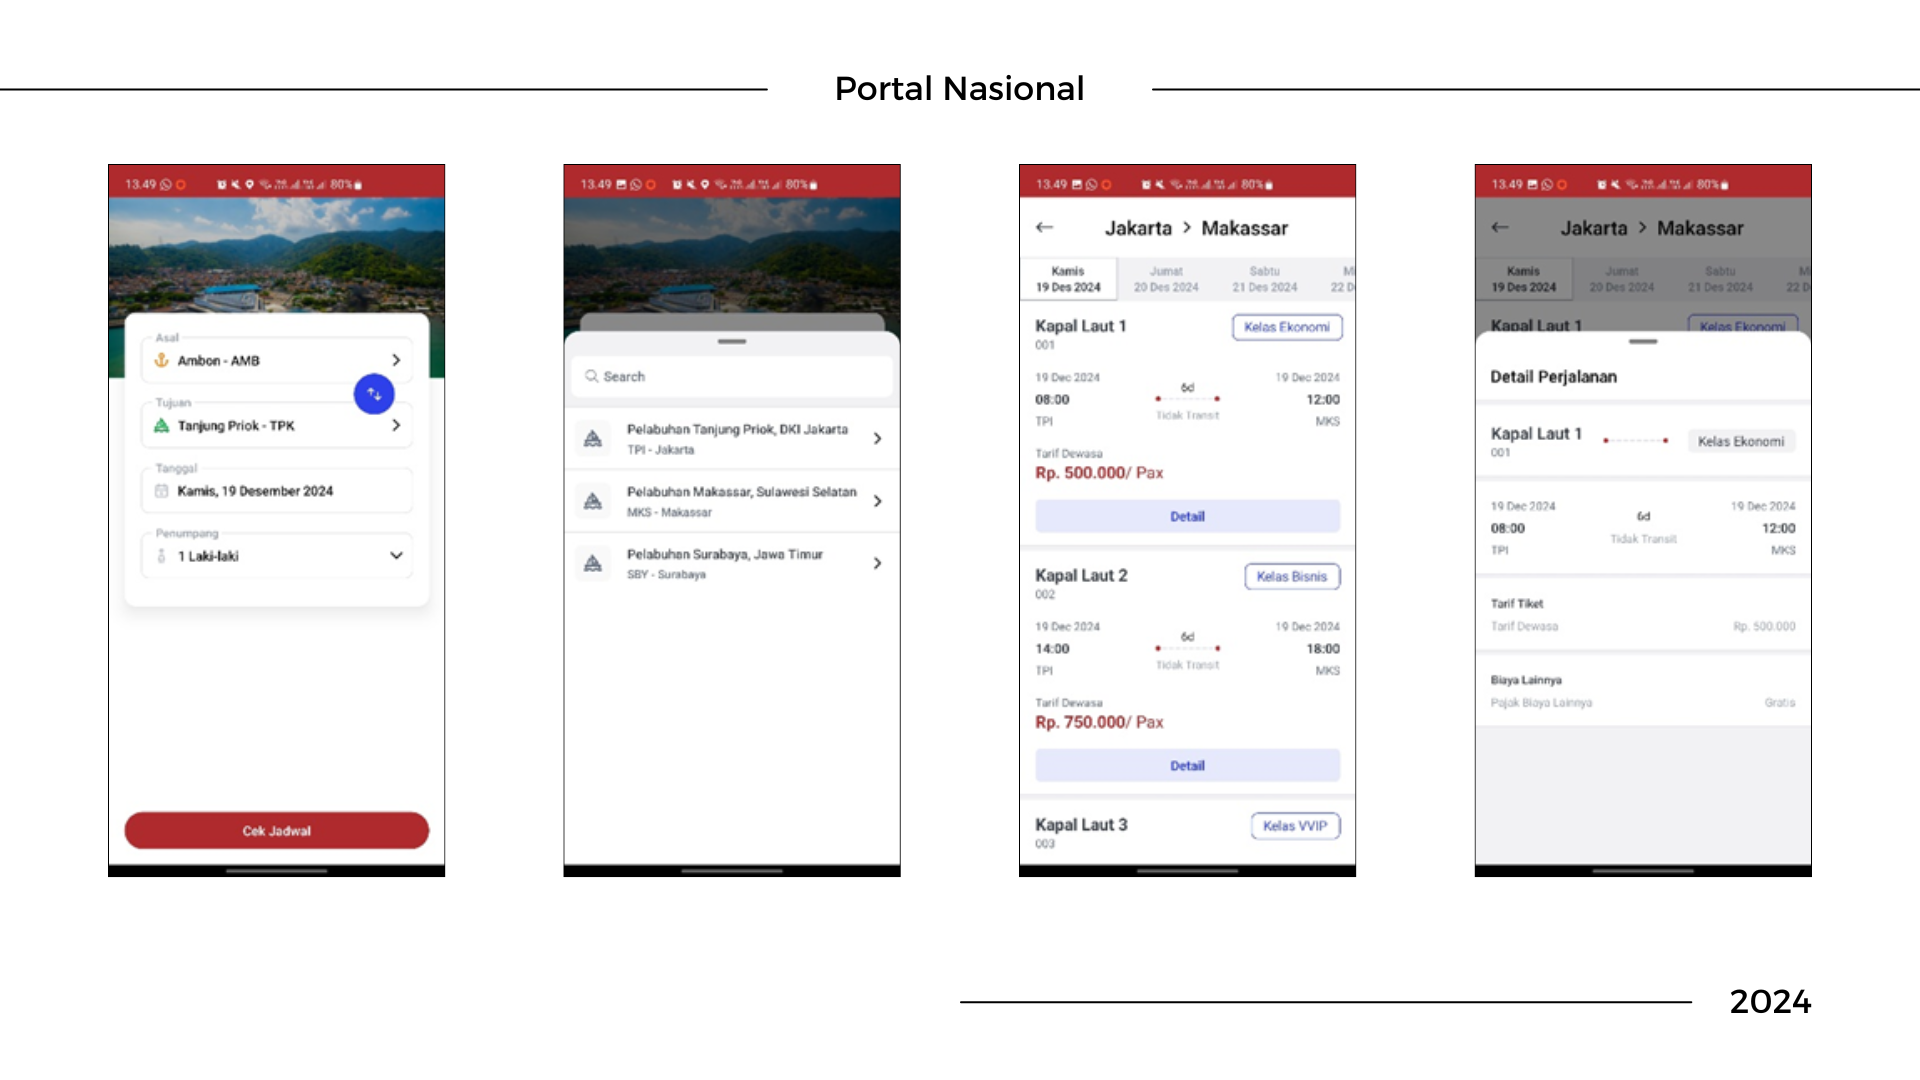 Portal Nasional
13.49
80%
Asal
Ambon - AMB
Tujuan
Tanjung Priok - TPK
Tanggal
Kamis, 19 Desember 2024
Penumpang
1 Laki-laki
Cek Jadwal
13.49
80%
Search
Pelabuhan Tanjung Priok, DKI Jakarta
TPI - Jakarta
Pelabuhan Makassar, Sulawesi Selatan
MKS - Makassar
Pelabuhan Surabaya, Jawa Timur
SBY - Surabaya
13.49
80%
Jakarta > Makassar
Kamis Jumat Sabtu M
19 Des 2024 20 Des 2024 21 Des 2024 22 D
Kapal Laut 1 Kelas Ekonomi
001
19 Dec 2024 19 Dec 2024
6d
08:00 12:00
TPI Tidak Transit MKS
Tarif Dewasa
Rp. 500.000/ Pax
Detail
Kapal Laut 2 Kelas Bisnis
002
19 Dec 2024 19 Dec 2024
6d
14:00 18:00
TPI Tidak Transit MKS
Tarif Dewasa
Rp. 750.000/ Pax
Detail
Kapal Laut 3 Kelas VVIP
003
13.49
80%
Jakarta > Makassar
Kamis Jumat Sabtu M
19 Des 2024 20 Des 2024 21 Des 2024 22 D
Kapal Laut 1 Kelas Ekonomi
Detail Perjalanan
Kapal Laut 1 Kelas Ekonomi
001
19 Dec 2024 19 Dec 2024
6d
08:00 12:00
Tidak Transit
TPI MKS
Tarif Tiket
Tarif Dewasa Rp. 500.000
Biaya Lainnya
Pajak Biaya Lainnya Gratis
2024